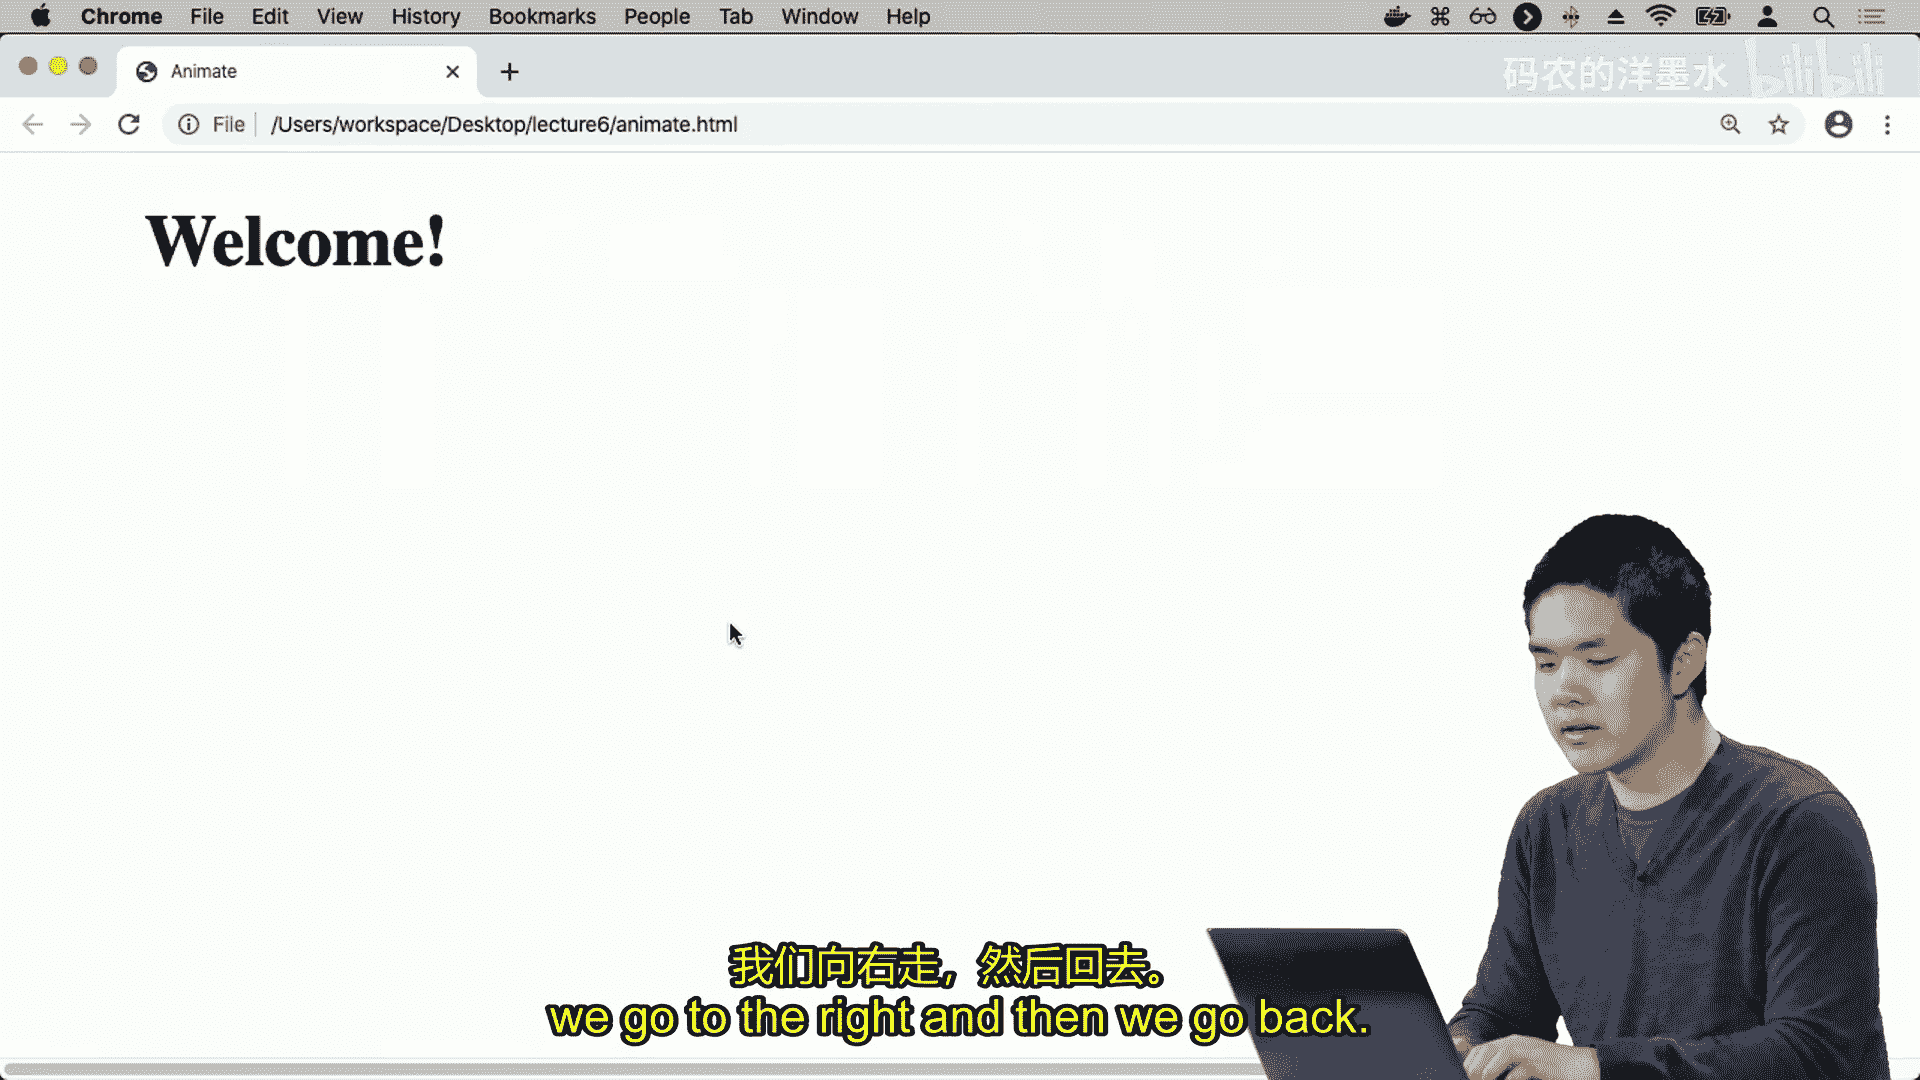 Chrome File Edit View History Bookmarks People Tab Window Help
Animate
码农的洋墨水 bilibili
File /Users/workspace/Desktop/lecture6/animate.html
Welcome!
我们向右走，然后回去。
we go to the right and then we go back.